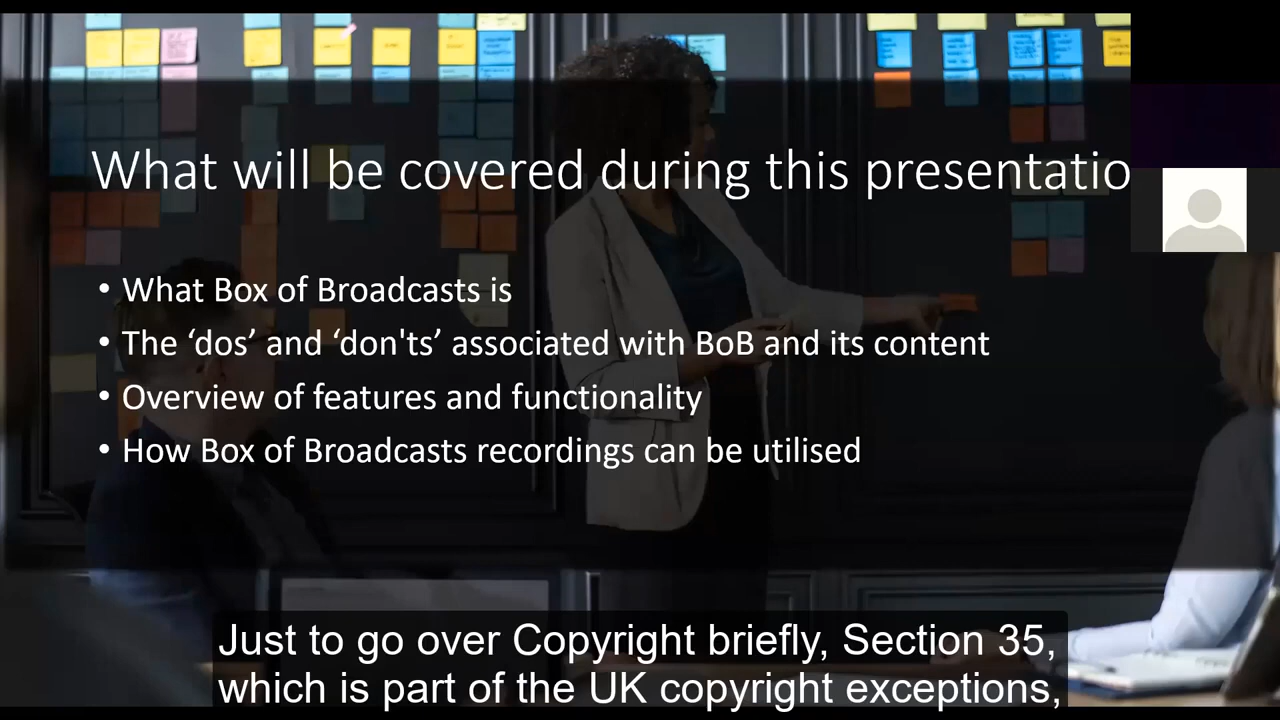 What will be covered during this presentatio
• What Box of Broadcasts is
• The ‘dos’ and ‘don'ts’ associated with BoB and its content
• Overview of features and functionality
• How Box of Broadcasts recordings can be utilised
Just to go over Copyright briefly, Section 35,
which is part of the UK copyright exceptions,